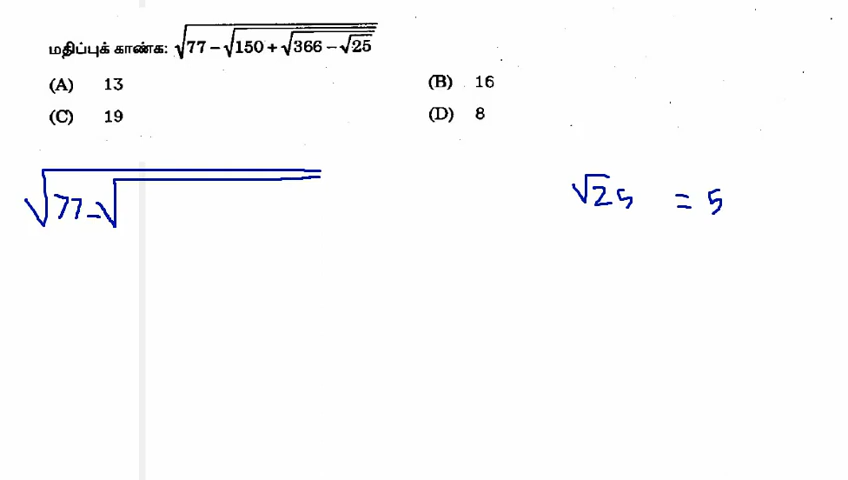 மதிப்புக் காண்க: √77 − √150 + √366 − √25
(A) 13
(B) 16
(C) 19
(D) 8
√77 − √
√25 = 5